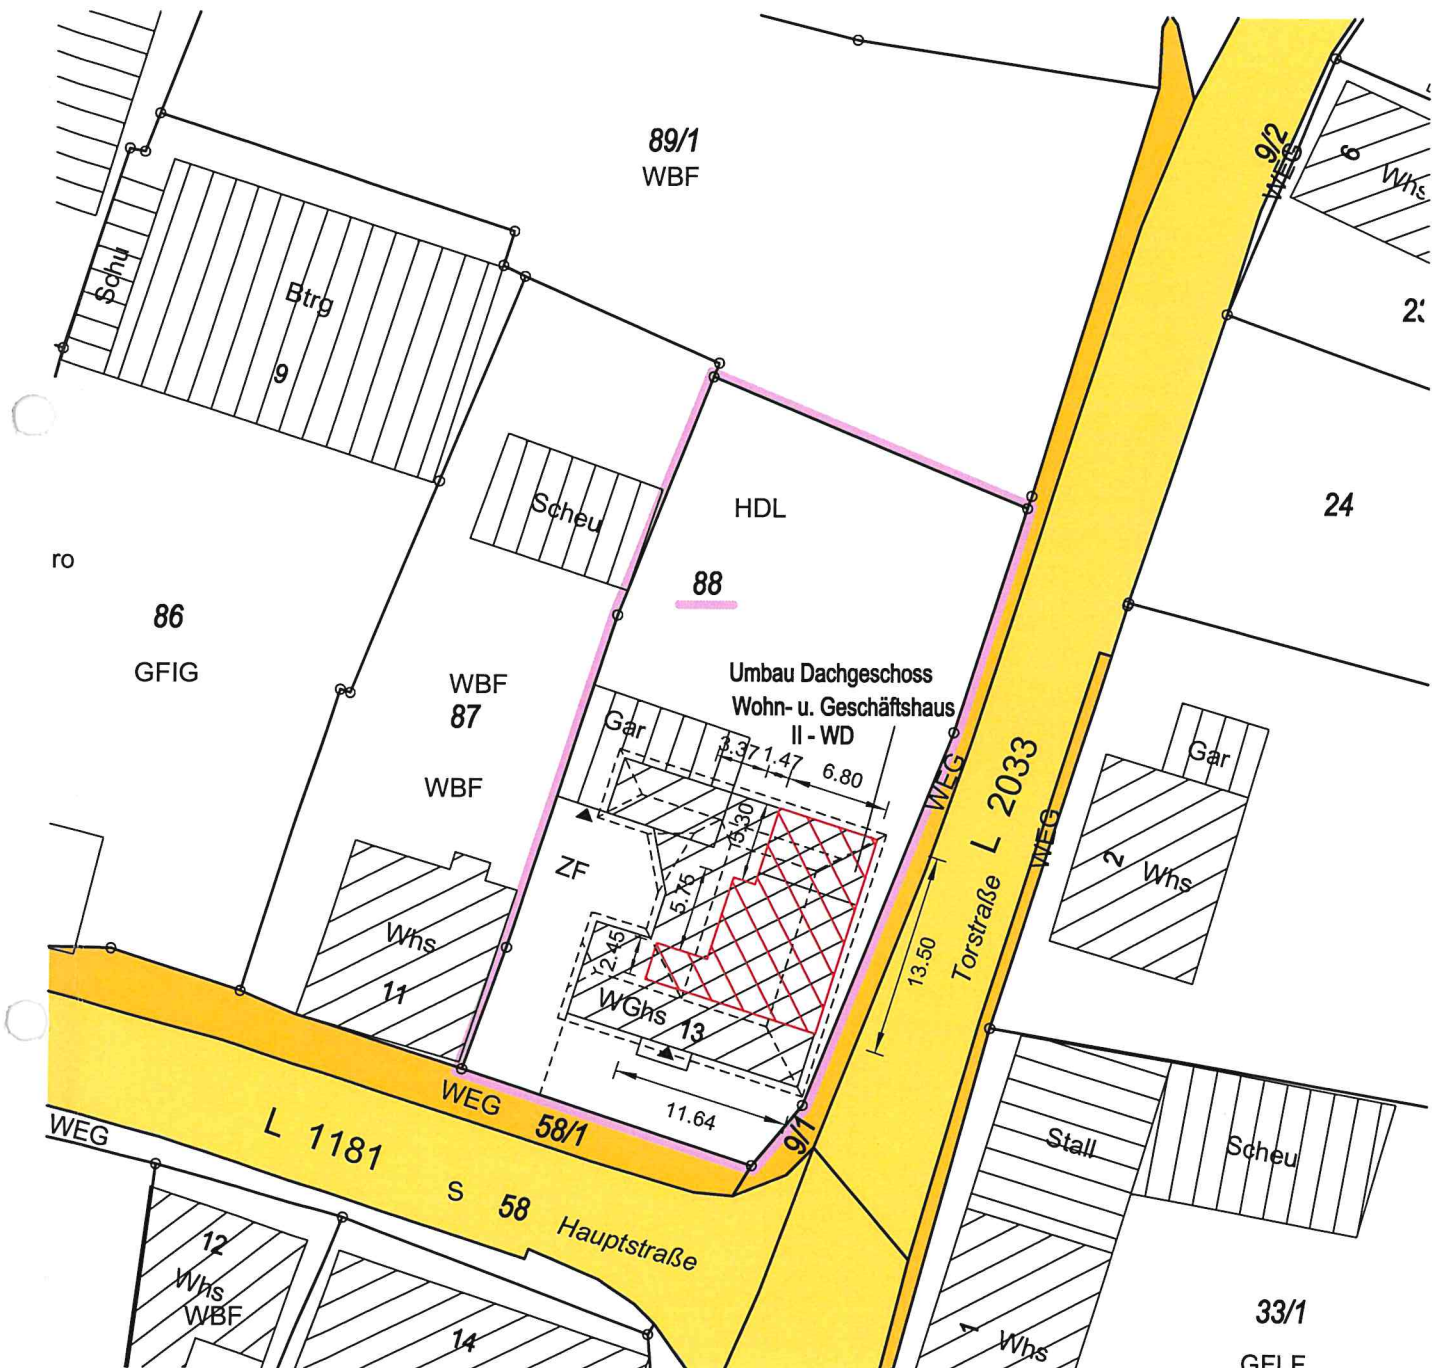 89/1
WBF
9/2
WEG
6
Whs
Schu
Btrg
9
Scheu
HDL
88
24
ro
86
GFIG
WBF
87
WBF
Umbau Dachgeschoss
Wohn- u. Geschäftshaus
II - WD
Gar
3.37
1.47
6.80
5.30
5.75
2.45
ZF
WEG
L 2033
WEG
Torstraße
13.50
Gar
2
Whs
Whs
11
WGhs
13
11.64
WEG
58/1
9/1
L 1181
WEG
S
58
Hauptstraße
12
Whs
WBF
14
Stall
Scheu
1
Whs
33/1